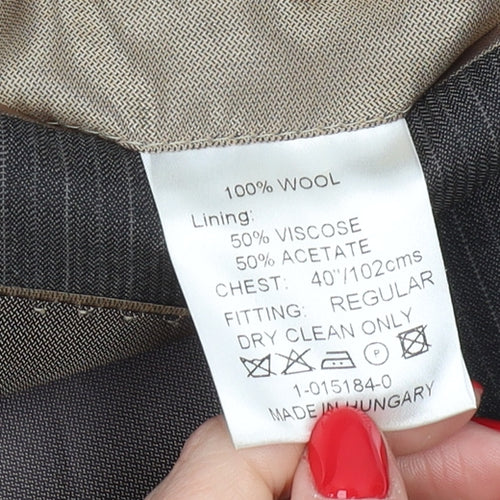 100% WOOL
Lining:
50% VISCOSE
50% ACETATE
CHEST: 40"/102cms
FITTING: REGULAR
DRY CLEAN ONLY
P
1-015184-0
MADE IN HUNGARY